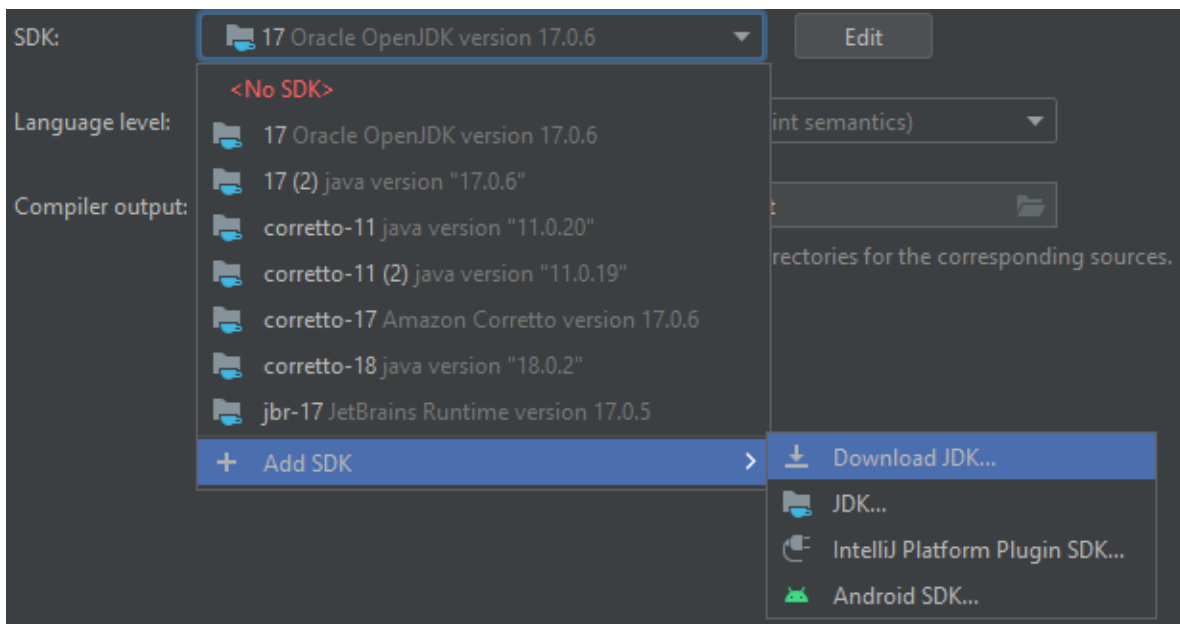 SDK:
17 Oracle OpenJDK version 17.0.6
Edit
<No SDK>
Language level:
17 Oracle OpenJDK version 17.0.6
int semantics)
17 (2) java version "17.0.6"
Compiler output:
corretto-11 java version "11.0.20"
rectories for the corresponding sources.
corretto-11 (2) java version "11.0.19"
corretto-17 Amazon Corretto version 17.0.6
corretto-18 java version "18.0.2"
jbr-17 JetBrains Runtime version 17.0.5
Add SDK
Download JDK...
JDK...
IntelliJ Platform Plugin SDK...
Android SDK...